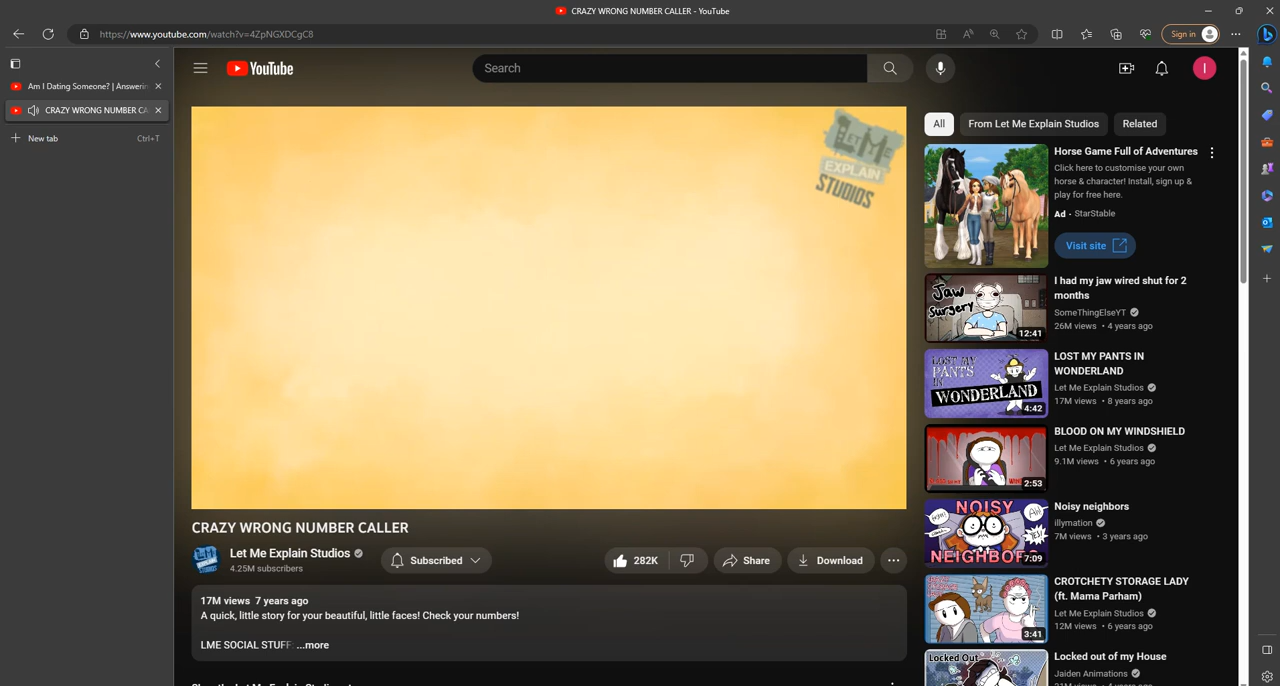 CRAZY WRONG NUMBER CALLER - YouTube
https://www.youtube.com/watch?v=4ZpNGXDCgC8
Sign in
Am I Dating Someone? | Answerin
CRAZY WRONG NUMBER CA
New tab Ctrl+T
YouTube
Search
I
LET ME
EXPLAIN
STUDIOS
CRAZY WRONG NUMBER CALLER
LET ME
EXPLAIN
STUDIOS
Let Me Explain Studios
4.25M subscribers
Subscribed
282K
Share
Download
17M views 7 years ago
A quick, little story for your beautiful, little faces! Check your numbers!
LME SOCIAL STUFF: ...more
All
From Let Me Explain Studios
Related
Horse Game Full of Adventures
Click here to customise your own
horse & character! Install, sign up &
play for free here.
Ad · StarStable
Visit site
Jaw
Surgery
12:41
I had my jaw wired shut for 2
months
SomeThingElseYT
26M views • 4 years ago
LOST MY
PANTS
IN
WONDERLAND
4:42
LOST MY PANTS IN
WONDERLAND
Let Me Explain Studios
17M views • 8 years ago
2:53
BLOOD ON MY WINDSHIELD
Let Me Explain Studios
9.1M views • 6 years ago
NOISY
NEIGHBORS
7:09
Noisy neighbors
illymation
7M views • 3 years ago
3:41
CROTCHETY STORAGE LADY
(ft. Mama Parham)
Let Me Explain Studios
12M views • 6 years ago
Locked Out
Locked out of my House
Jaiden Animations